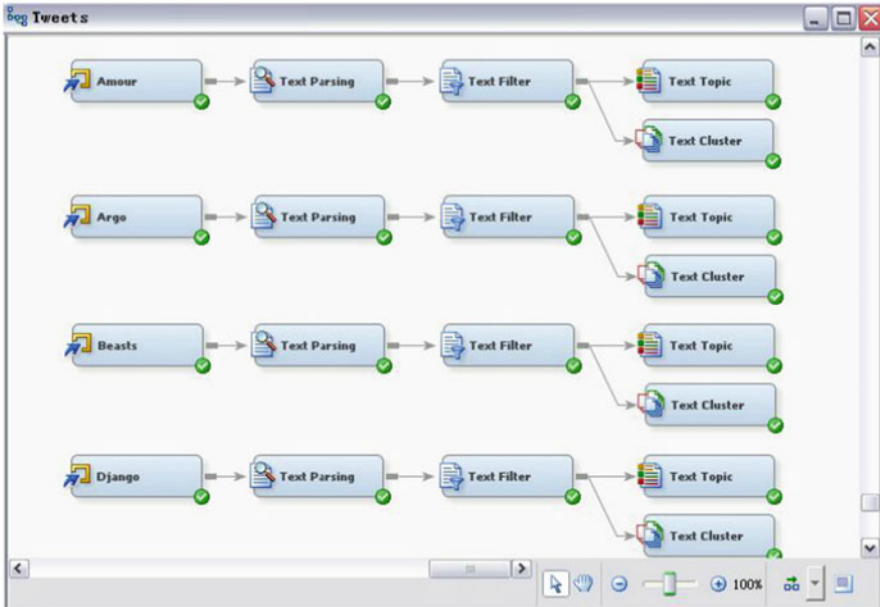 Tweets
Amour
Text Parsing
Text Filter
Text Topic
Text Cluster
Argo
Text Parsing
Text Filter
Text Topic
Text Cluster
Beasts
Text Parsing
Text Filter
Text Topic
Text Cluster
Django
Text Parsing
Text Filter
Text Topic
Text Cluster
100%